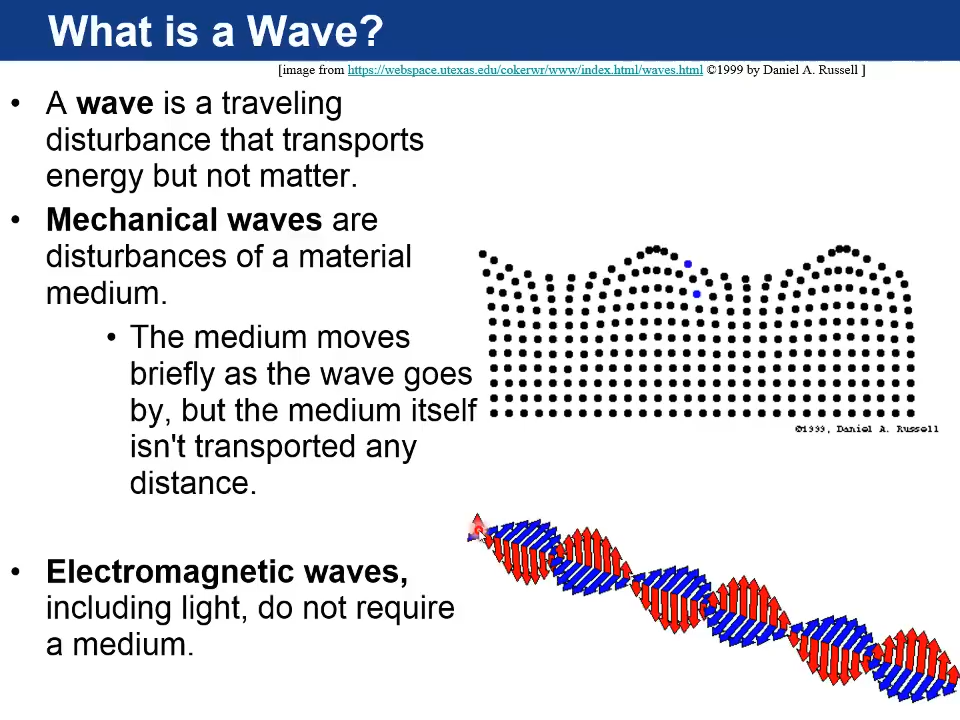 What is a Wave?
[image from https://webspace.utexas.edu/cokerwr/www/index.html/waves.html ©1999 by Daniel A. Russell ]
• A wave is a traveling
disturbance that transports
energy but not matter.
• Mechanical waves are
disturbances of a material
medium.
• The medium moves
briefly as the wave goes
by, but the medium itself
isn't transported any
distance.
©1999, Daniel A. Russell
• Electromagnetic waves,
including light, do not require
a medium.